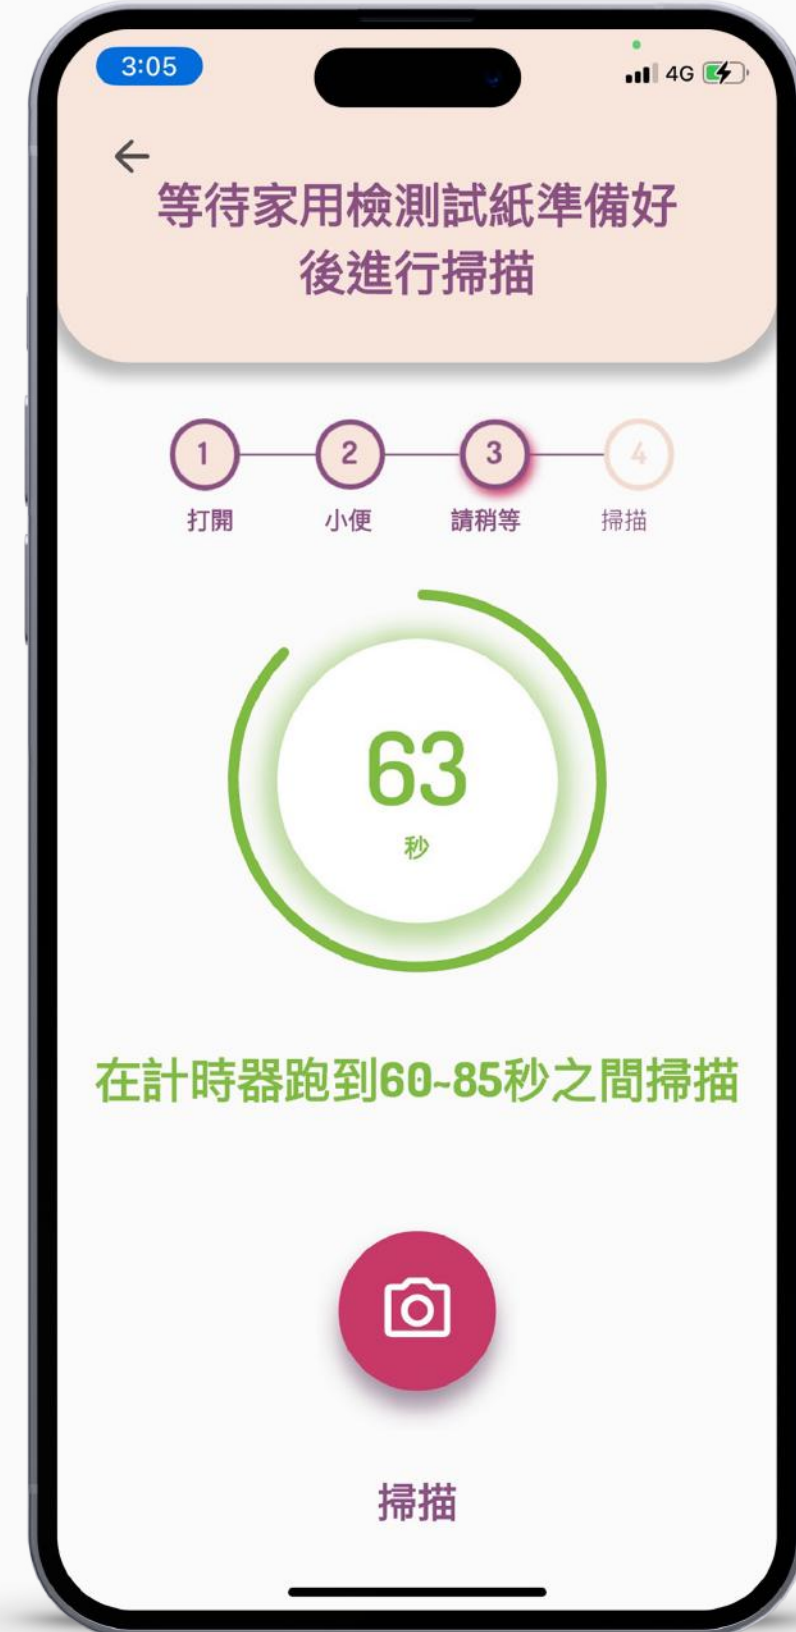 3:05
4G
等待家用檢測試紙準備好
後進行掃描
1
2
3
4
打開
小便
請稍等
掃描
63
秒
在計時器跑到60~85秒之間掃描
掃描